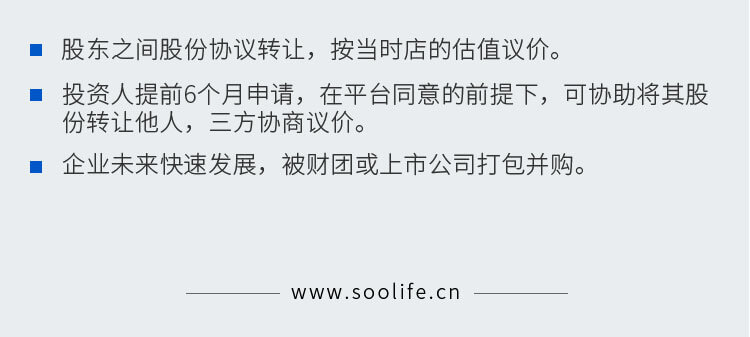 股东之间股份协议转让，按当时店的估值议价。
投资人提前6个月申请，在平台同意的前提下，可协助将其股
份转让他人，三方协商议价。
企业未来快速发展，被财团或上市公司打包并购。
www.soolife.cn